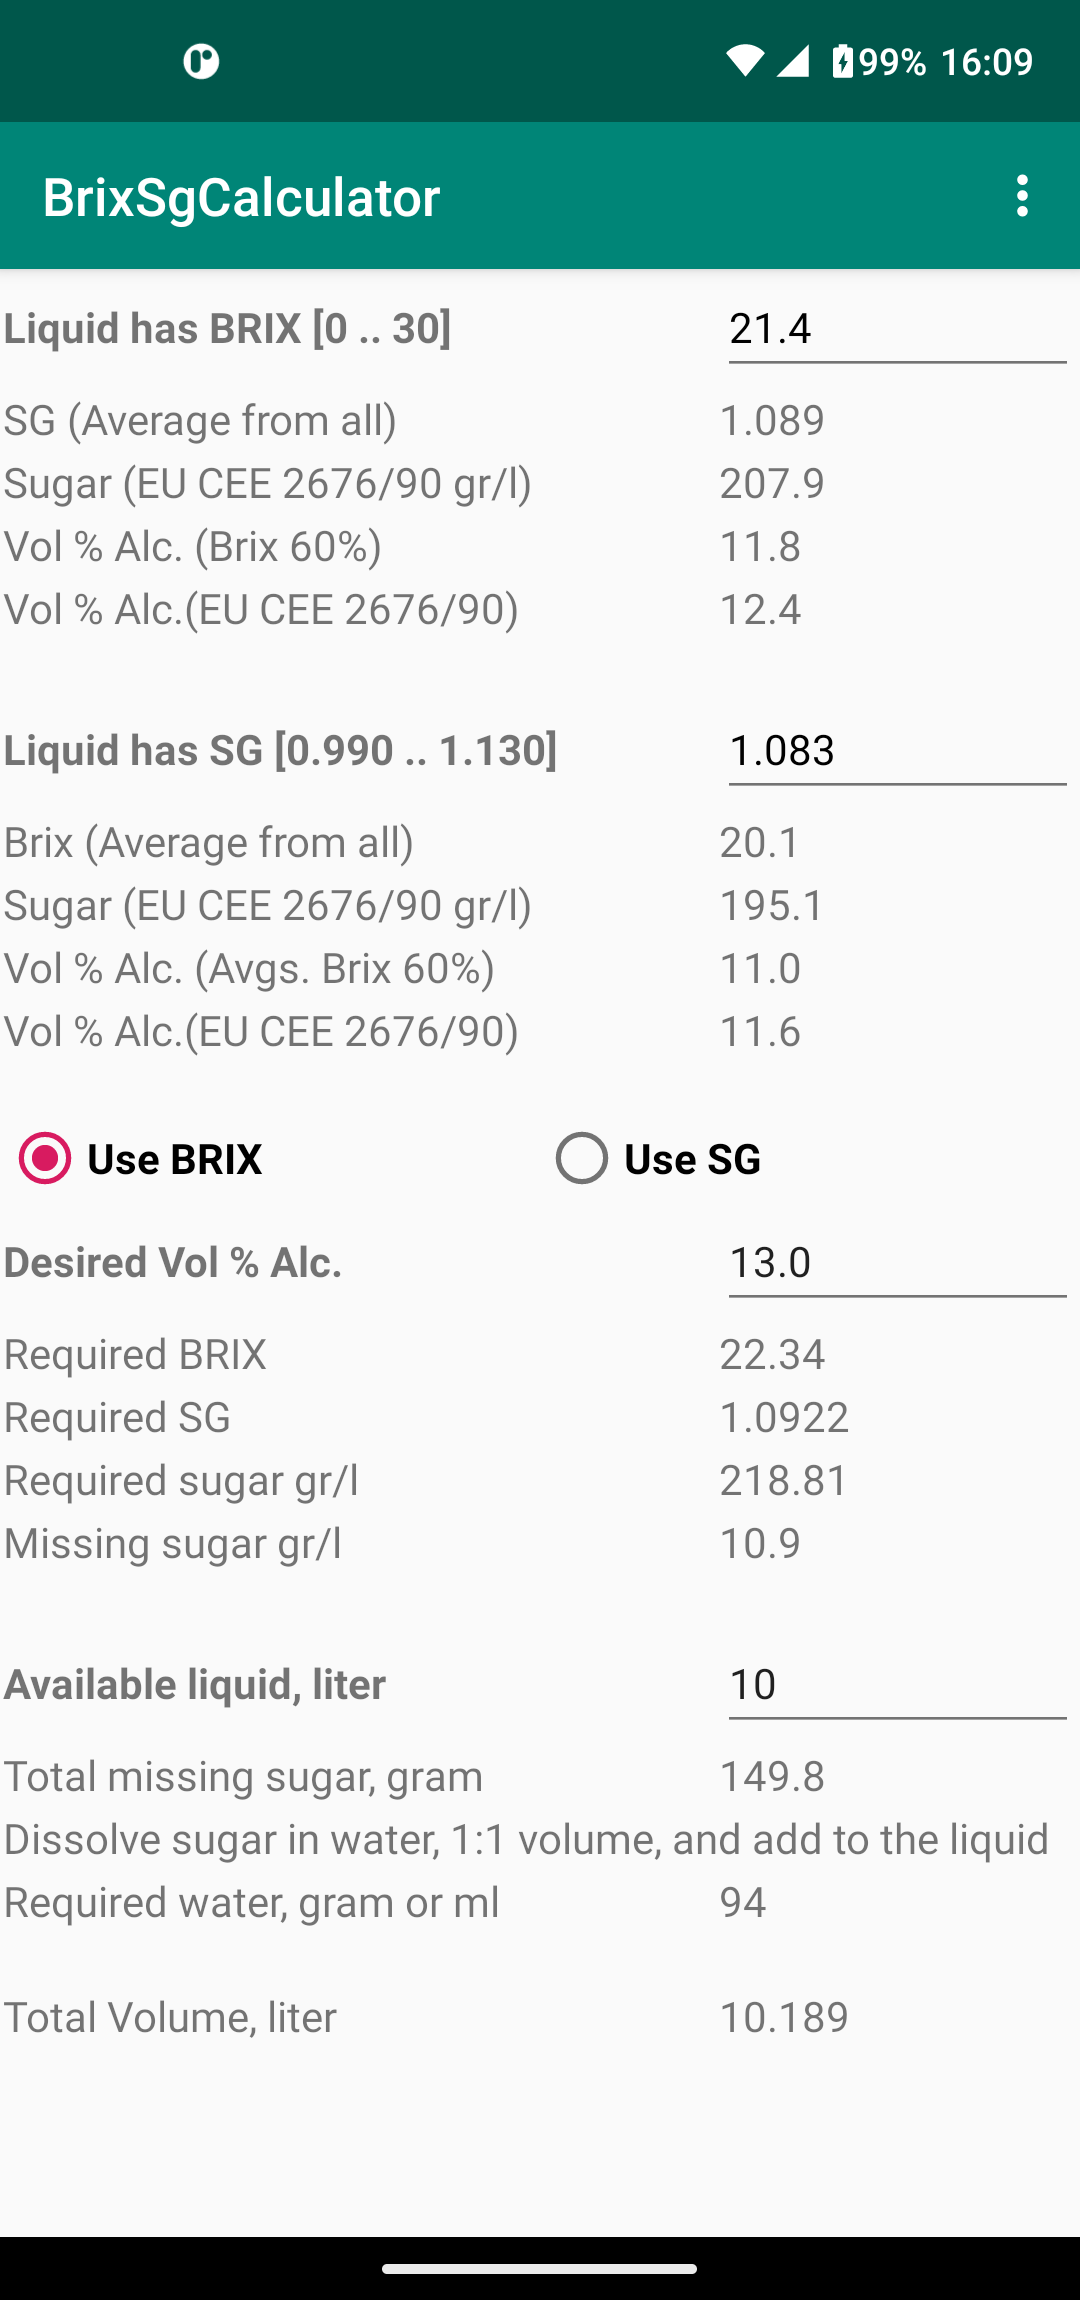 99% 16:09
BrixSgCalculator
Liquid has BRIX [0 .. 30] 21.4
SG (Average from all) 1.089
Sugar (EU CEE 2676/90 gr/l) 207.9
Vol % Alc. (Brix 60%) 11.8
Vol % Alc.(EU CEE 2676/90) 12.4
Liquid has SG [0.990 .. 1.130] 1.083
Brix (Average from all) 20.1
Sugar (EU CEE 2676/90 gr/l) 195.1
Vol % Alc. (Avgs. Brix 60%) 11.0
Vol % Alc.(EU CEE 2676/90) 11.6
Use BRIX Use SG
Desired Vol % Alc. 13.0
Required BRIX 22.34
Required SG 1.0922
Required sugar gr/l 218.81
Missing sugar gr/l 10.9
Available liquid, liter 10
Total missing sugar, gram 149.8
Dissolve sugar in water, 1:1 volume, and add to the liquid
Required water, gram or ml 94
Total Volume, liter 10.189